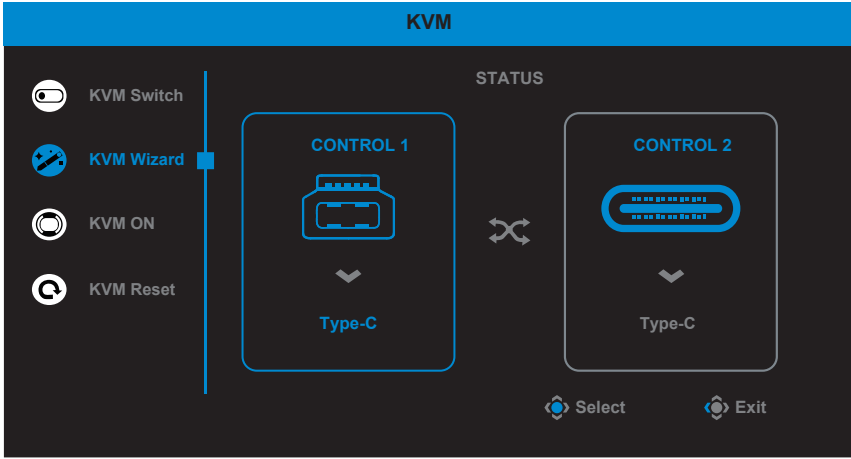 KVM
KVM Switch
KVM Wizard
KVM ON
KVM Reset
STATUS
CONTROL 1
Type-C
CONTROL 2
Type-C
Select
Exit